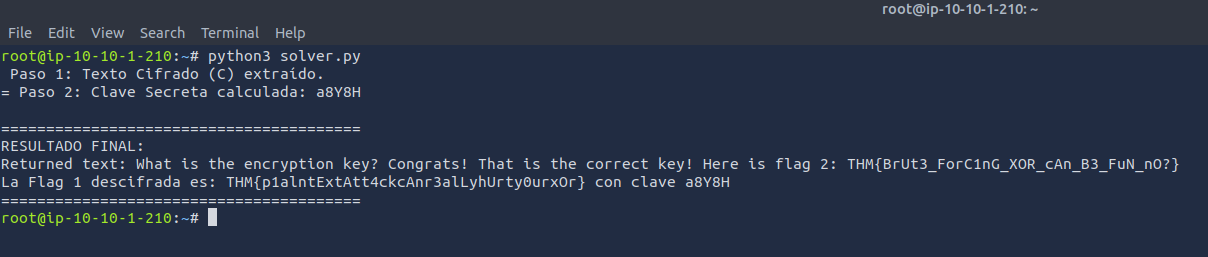 root@ip-10-10-1-210: ~
File Edit View Search Terminal Help
root@ip-10-10-1-210:~# python3 solver.py
Paso 1: Texto Cifrado (C) extraído.
= Paso 2: Clave Secreta calculada: a8Y8H
========================================
RESULTADO FINAL:
Returned text: What is the encryption key? Congrats! That is the correct key! Here is flag 2: THM{BrUt3_ForC1nG_XOR_cAn_B3_FuN_nO?}
La Flag 1 descifrada es: THM{p1alntExtAtt4ckcAnr3alLyhUrty0urxOr} con clave a8Y8H
========================================
root@ip-10-10-1-210:~#